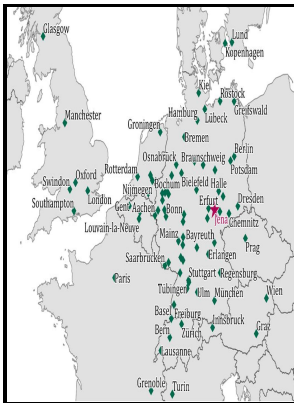 Glasgow
Lund
Kopenhagen
Kiel
Rostock
Greifswald
Hamburg
Lübeck
Manchester
Groningen
Bremen
Berlin
Osnabrück
Braunschweig
Potsdam
Rotterdam
Oxford
Swindon
London
Nijmegen
Bochum
Bielefeld
Halle
Southampton
Gent
Aachen
Bonn
Erfurt
Dresden
Jena
Chemnitz
Louvain-la-Neuve
Mainz
Bayreuth
Prag
Erlangen
Saarbrücken
Paris
Stuttgart
Regensburg
Tübingen
Ulm
München
Wien
Basel
Freiburg
Innsbruck
Zürich
Bern
Graz
Lausanne
Grenoble
Turin